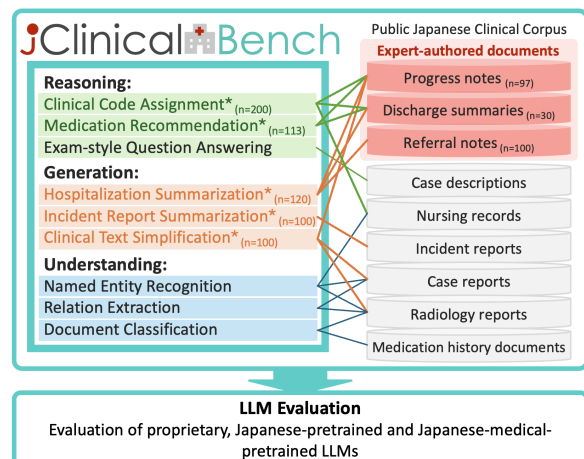 jClinical Bench
Reasoning:
Clinical Code Assignment* (n=200)
Medication Recommendation* (n=113)
Exam-style Question Answering
Generation:
Hospitalization Summarization* (n=120)
Incident Report Summarization* (n=100)
Clinical Text Simplification* (n=100)
Understanding:
Named Entity Recognition
Relation Extraction
Document Classification
Public Japanese Clinical Corpus
Expert-authored documents
Progress notes (n=97)
Discharge summaries (n=30)
Referral notes (n=100)
Case descriptions
Nursing records
Incident reports
Case reports
Radiology reports
Medication history documents
LLM Evaluation
Evaluation of proprietary, Japanese-pretrained and Japanese-medical-
pretrained LLMs